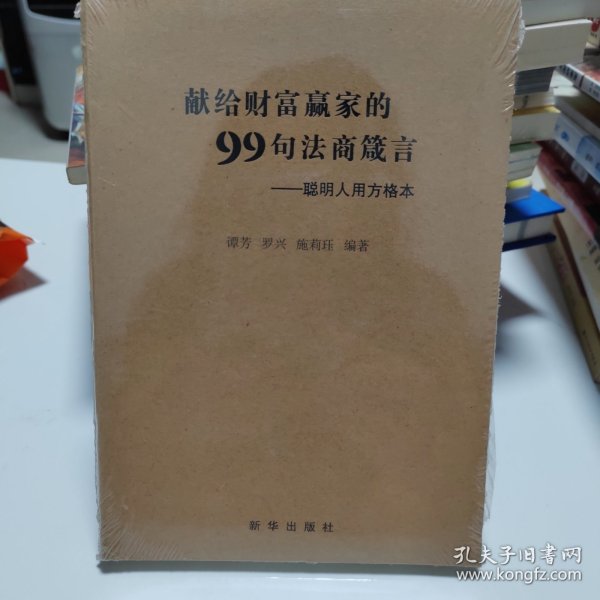 献给财富赢家的
99句法商箴言
——聪明人用方格本
谭芳 罗兴 施莉珏 编著
新华出版社
孔夫子旧书网
www.kongfz.com